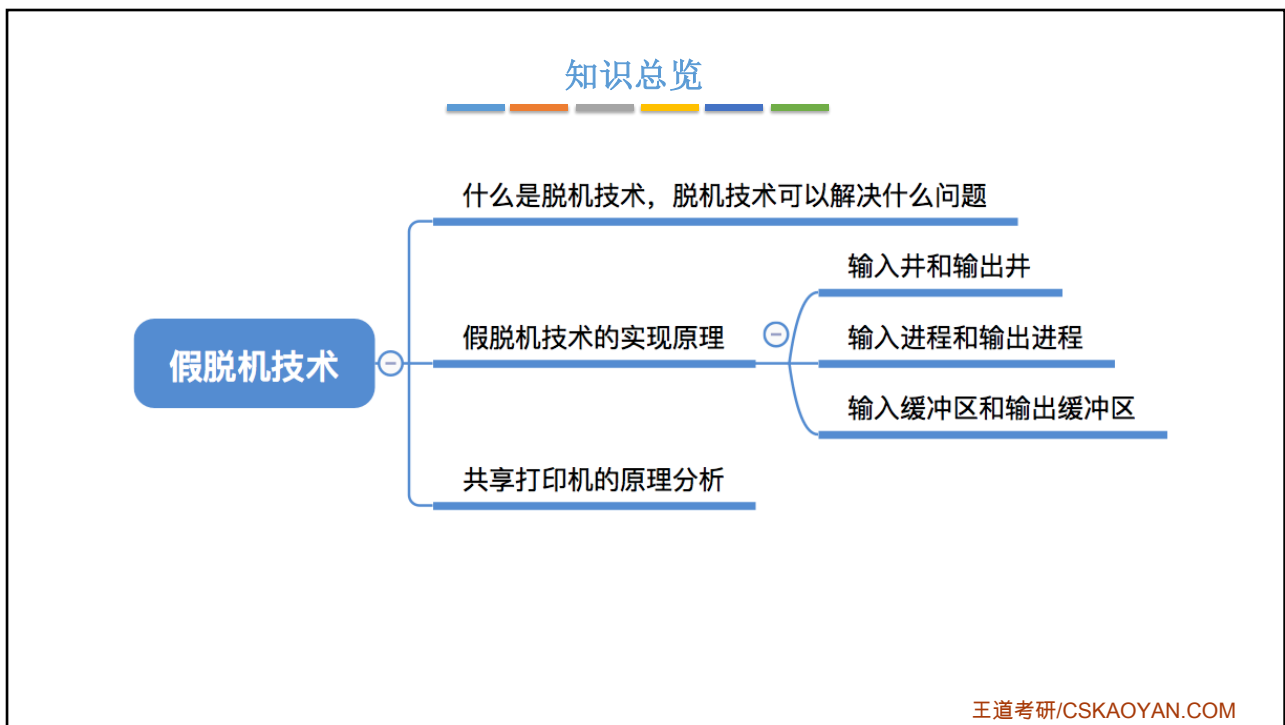 知识总览
什么是脱机技术，脱机技术可以解决什么问题
输入井和输出井
假脱机技术的实现原理
输入进程和输出进程
假脱机技术
输入缓冲区和输出缓冲区
共享打印机的原理分析
王道考研/CSKAOYAN.COM